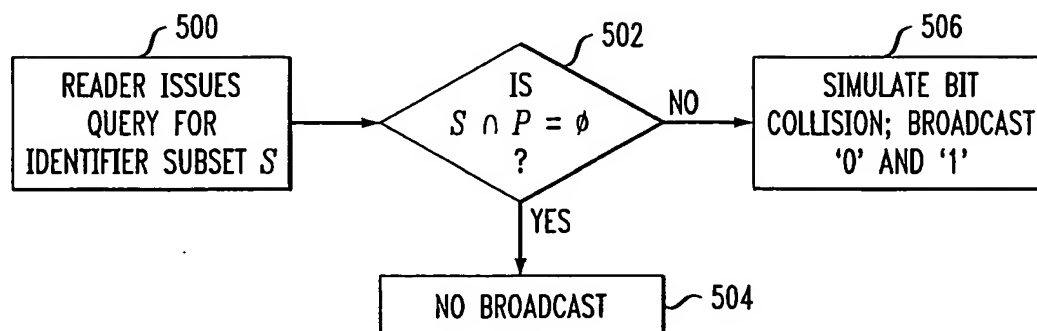 500
READER ISSUES
QUERY FOR
IDENTIFIER SUBSET S
502
IS
S ∩ P = ϕ
?
NO
YES
506
SIMULATE BIT
COLLISION; BROADCAST
'0' AND '1'
NO BROADCAST
504